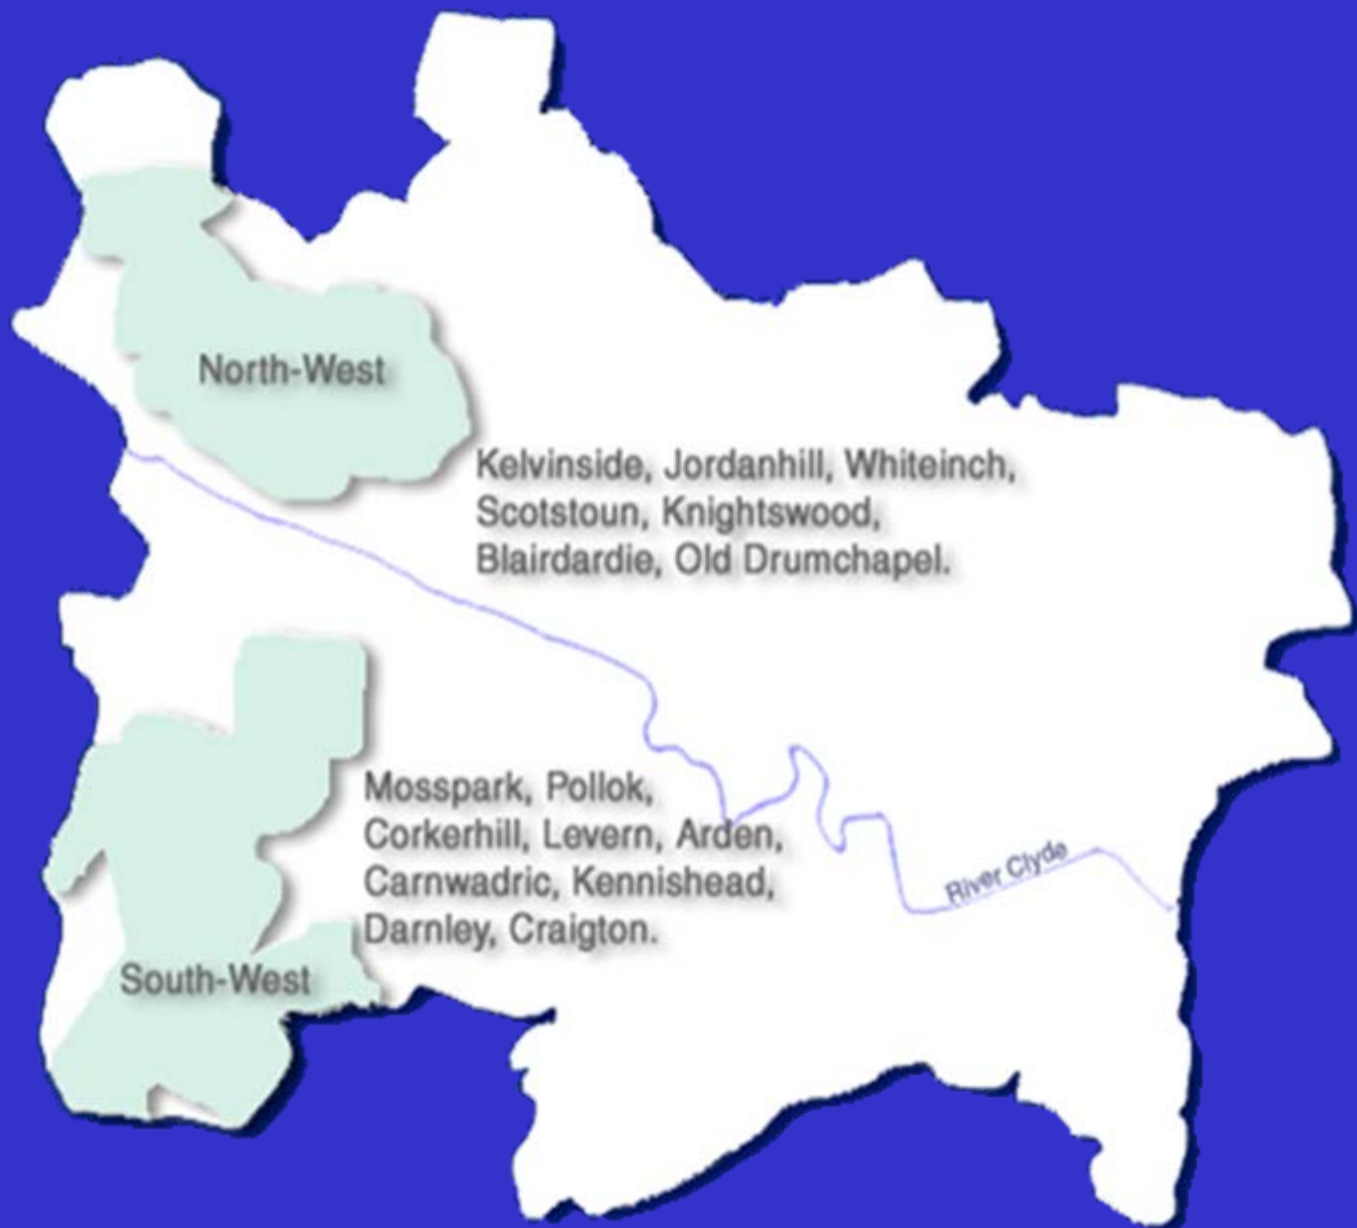 North-West
Kelvinside, Jordanhill, Whiteinch,
Scotstoun, Knightswood,
Blairdardie, Old Drumchapel.
Mosspark, Pollok,
Corkerhill, Levern, Arden,
Carnwadric, Kennishead,
Darnley, Craigton.
River Clyde
South-West